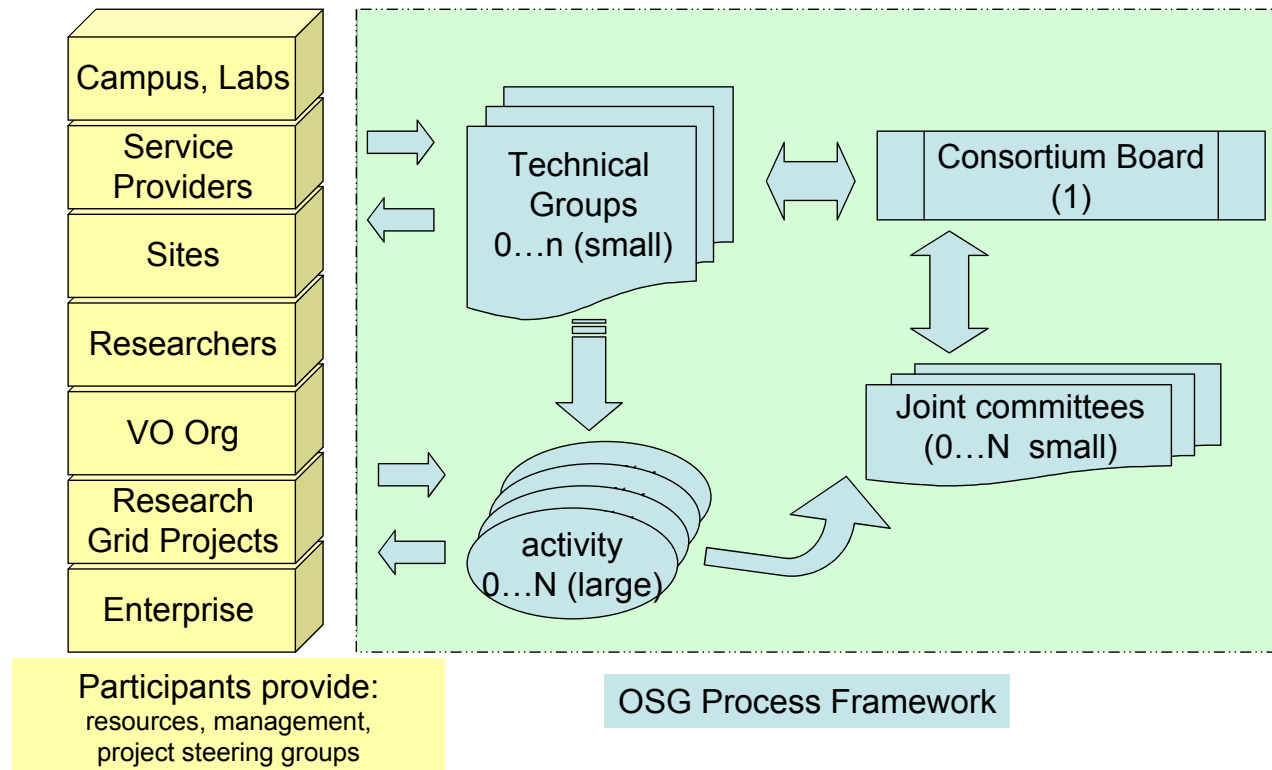 Campus, Labs
Service
Providers
Sites
Researchers
VO Org
Research
Grid Projects
Enterprise
Participants provide:
resources, management,
project steering groups
Technical
Groups
0…n (small)
Consortium Board
(1)
Joint committees
(0…N  small)
activity
0…N (large)
OSG Process Framework